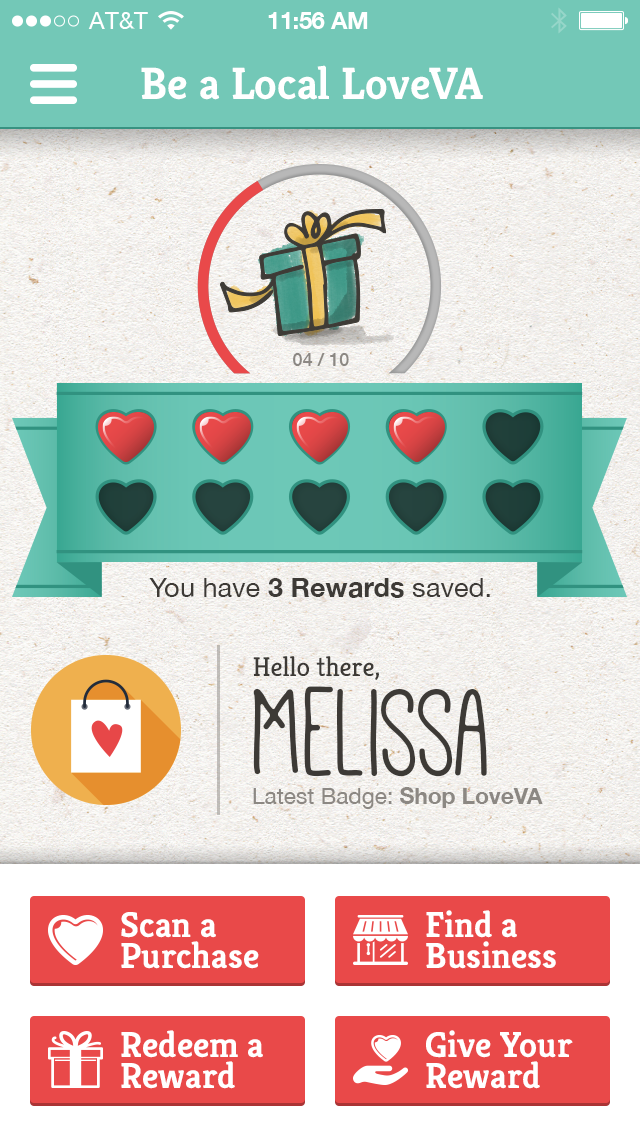 AT&T 11:56 AM
Be a Local LoveVA
04 / 10
You have 3 Rewards saved.
Hello there,
MELISSA
Latest Badge: Shop LoveVA
Scan a
Purchase
Find a
Business
Redeem a
Reward
Give Your
Reward